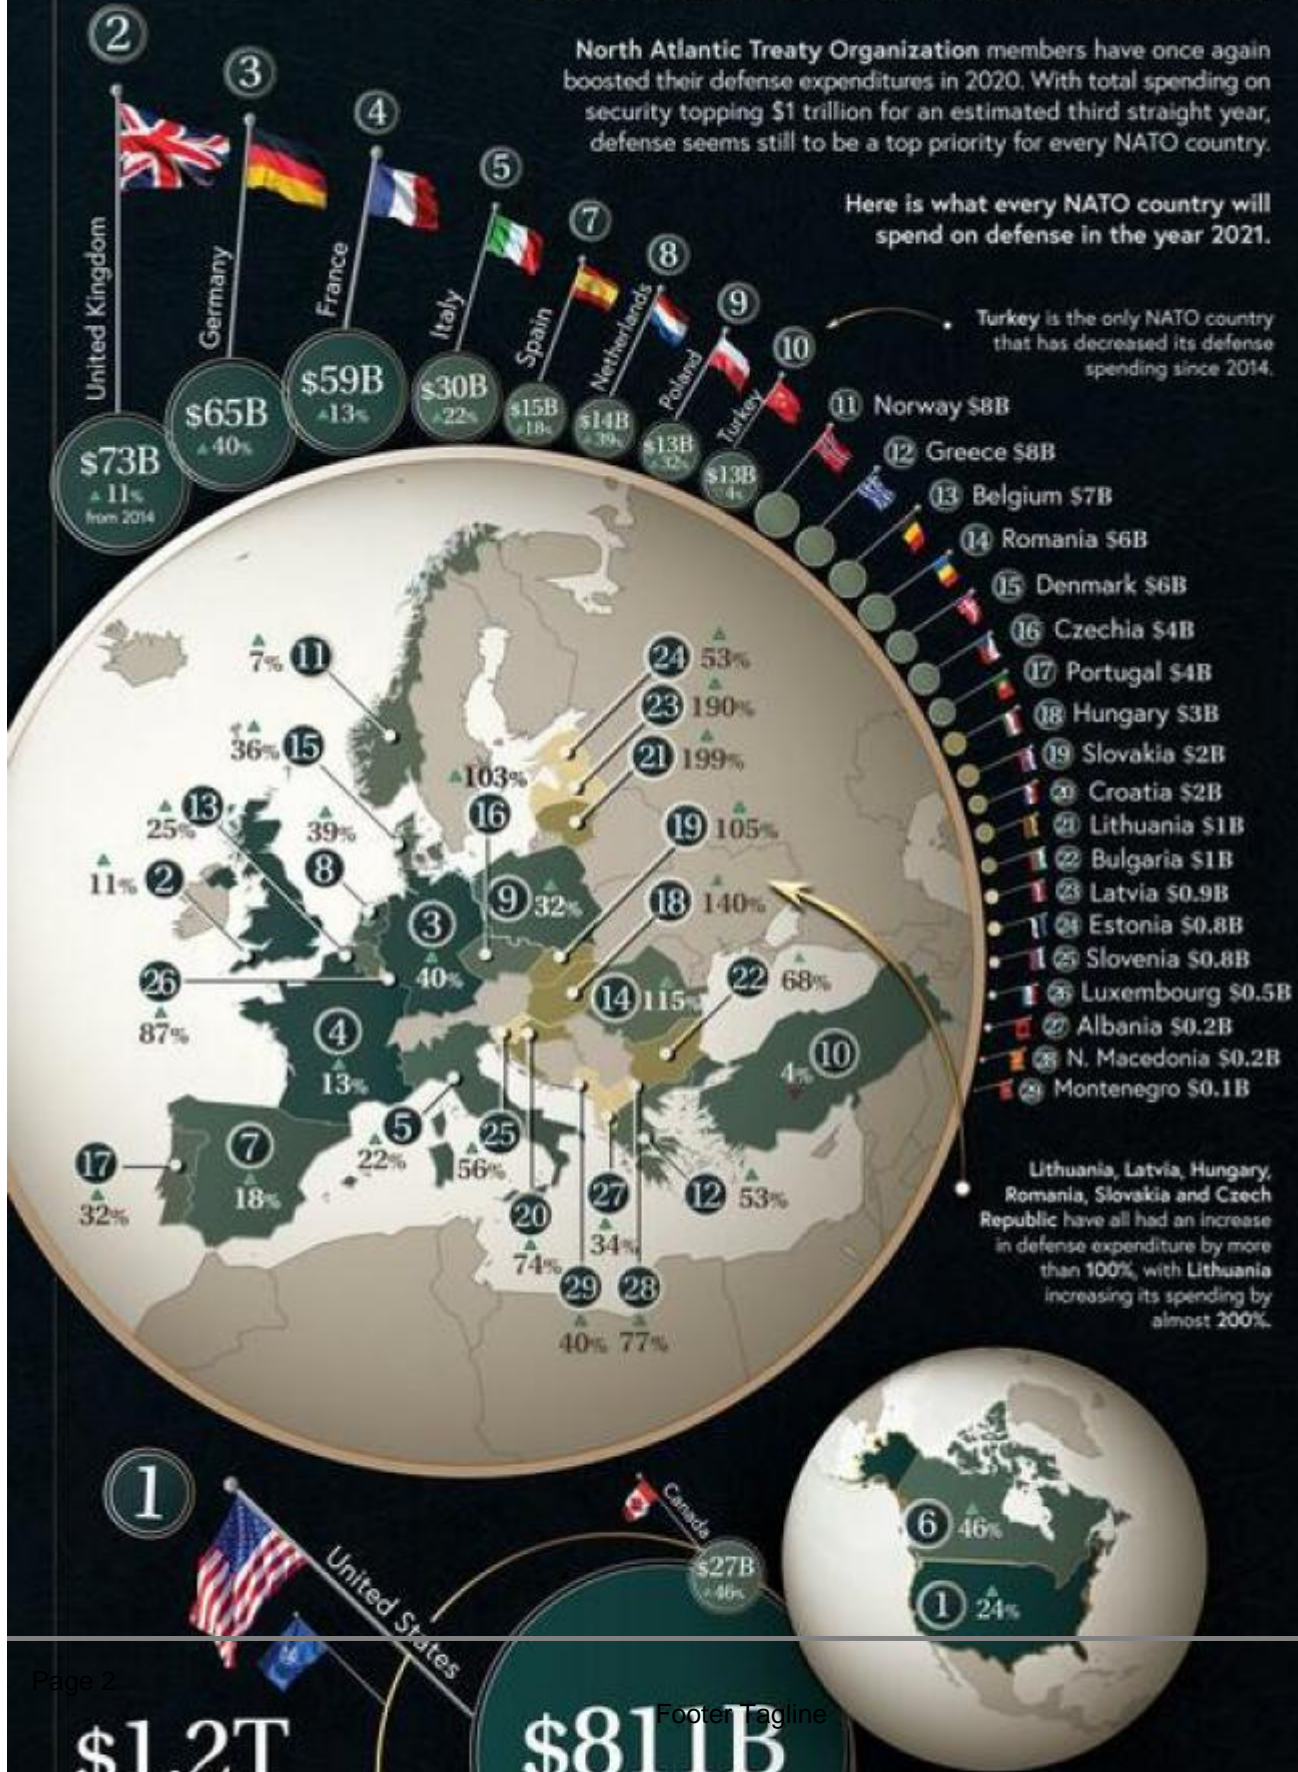 North Atlantic Treaty Organization members have once again
boosted their defense expenditures in 2020. With total spending on
security topping $1 trillion for an estimated third straight year,
defense seems still to be a top priority for every NATO country.
Here is what every NATO country will
spend on defense in the year 2021.
Turkey is the only NATO country
that has decreased its defense
spending since 2014.
2
United Kingdom
$73B
11%
from 2014
3
Germany
$65B
40%
4
France
$59B
13%
5
Italy
$30B
22%
7
Spain
$15B
18%
8
Netherlands
$14B
39%
9
Poland
$13B
32%
10
Turkey
$13B
4%
11 Norway $8B
12 Greece $8B
13 Belgium $7B
14 Romania $6B
15 Denmark $6B
16 Czechia $4B
17 Portugal $4B
18 Hungary $3B
19 Slovakia $2B
20 Croatia $2B
21 Lithuania $1B
22 Bulgaria $1B
23 Latvia $0.9B
24 Estonia $0.8B
25 Slovenia $0.8B
26 Luxembourg $0.5B
27 Albania $0.2B
28 N. Macedonia $0.2B
29 Montenegro $0.1B
7% 11
24 53%
23 190%
36% 15
21 199%
103%
16
25% 13
39%
8
19 105%
11% 2
9 32%
18 140%
3
40%
26
87%
14 115%
22 68%
4
13%
10
4%
5
22%
25
56%
7
18%
17
32%
20
74%
27
34%
12 53%
29
40%
28
77%
Lithuania, Latvia, Hungary,
Romania, Slovakia and Czech
Republic have all had an increase
in defense expenditure by more
than 100%, with Lithuania
increasing its spending by
almost 200%.
1
United States
Canada
$27B
46%
6 46%
1 24%
Page 2
Footer Tagline
$1.2T
$811B